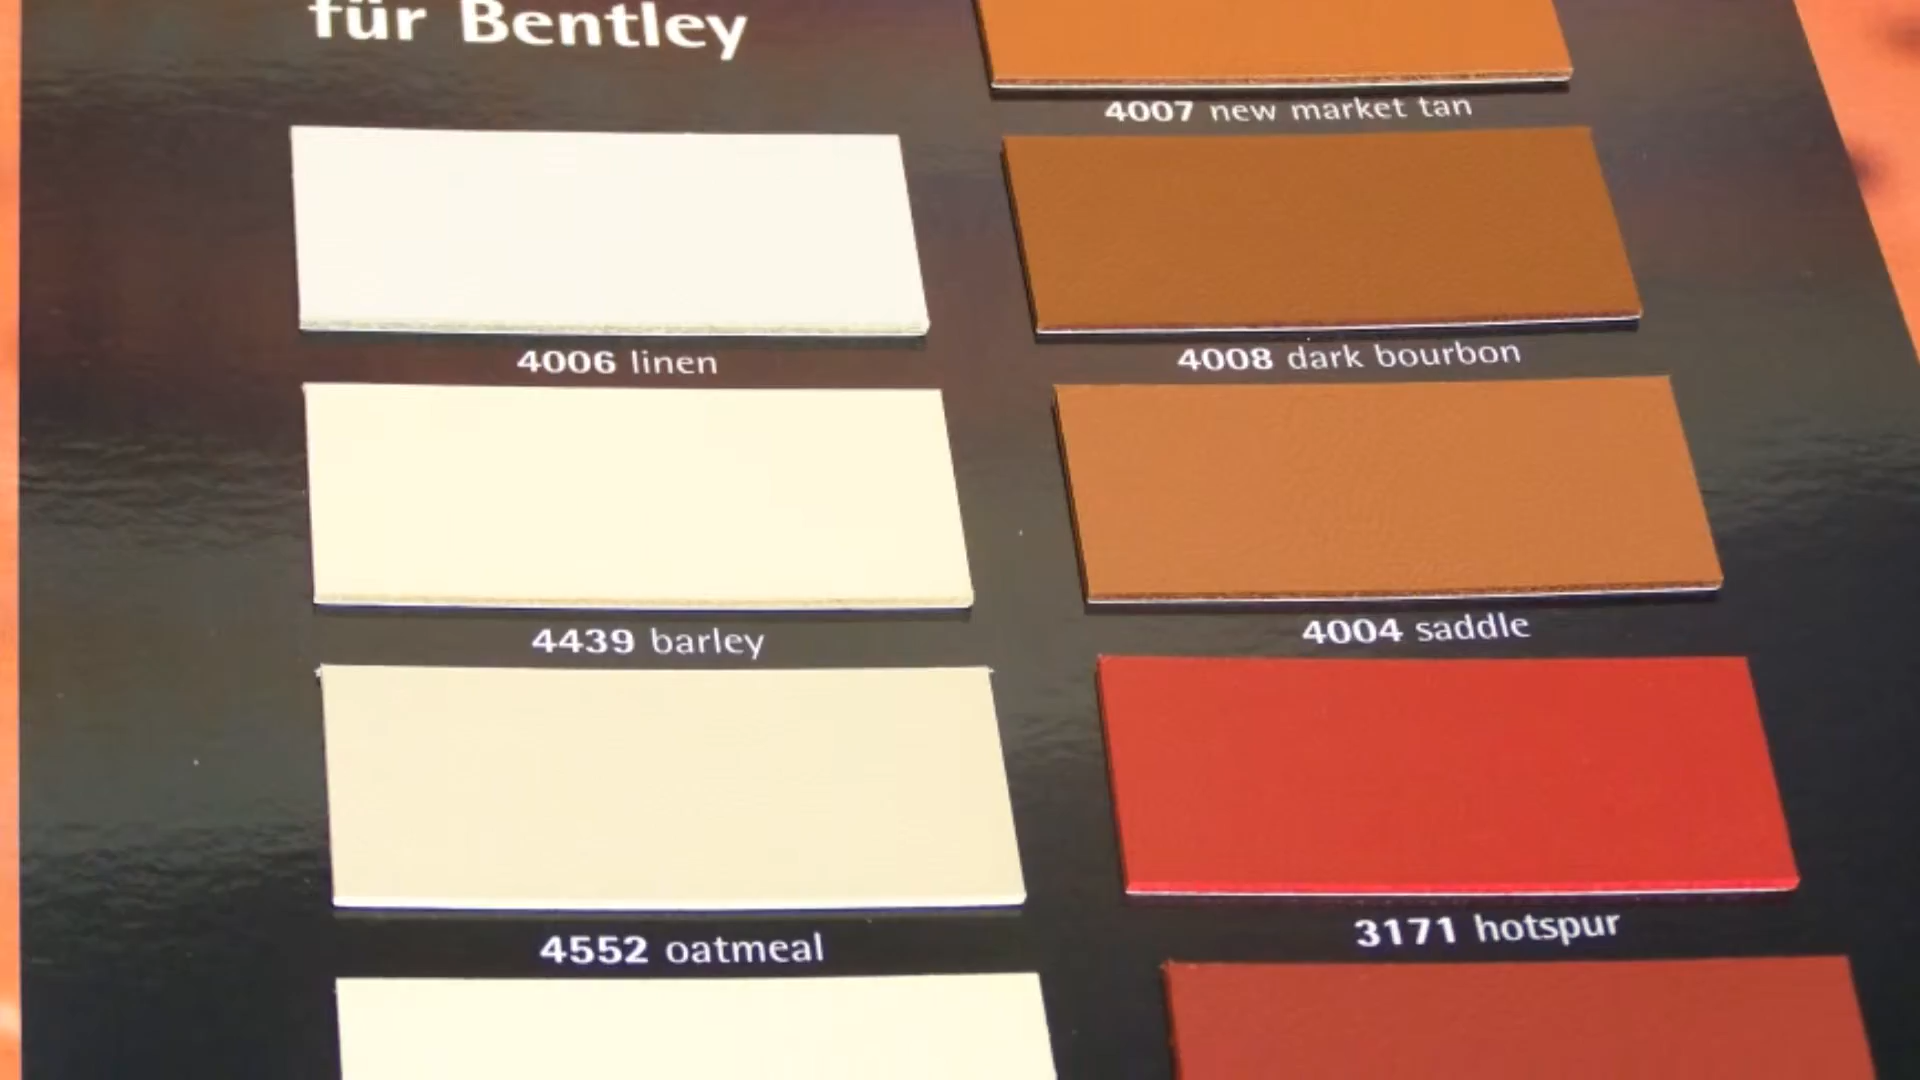 für Bentley
4007 new market tan
4006 linen
4008 dark bourbon
4439 barley
4004 saddle
4552 oatmeal
3171 hotspur